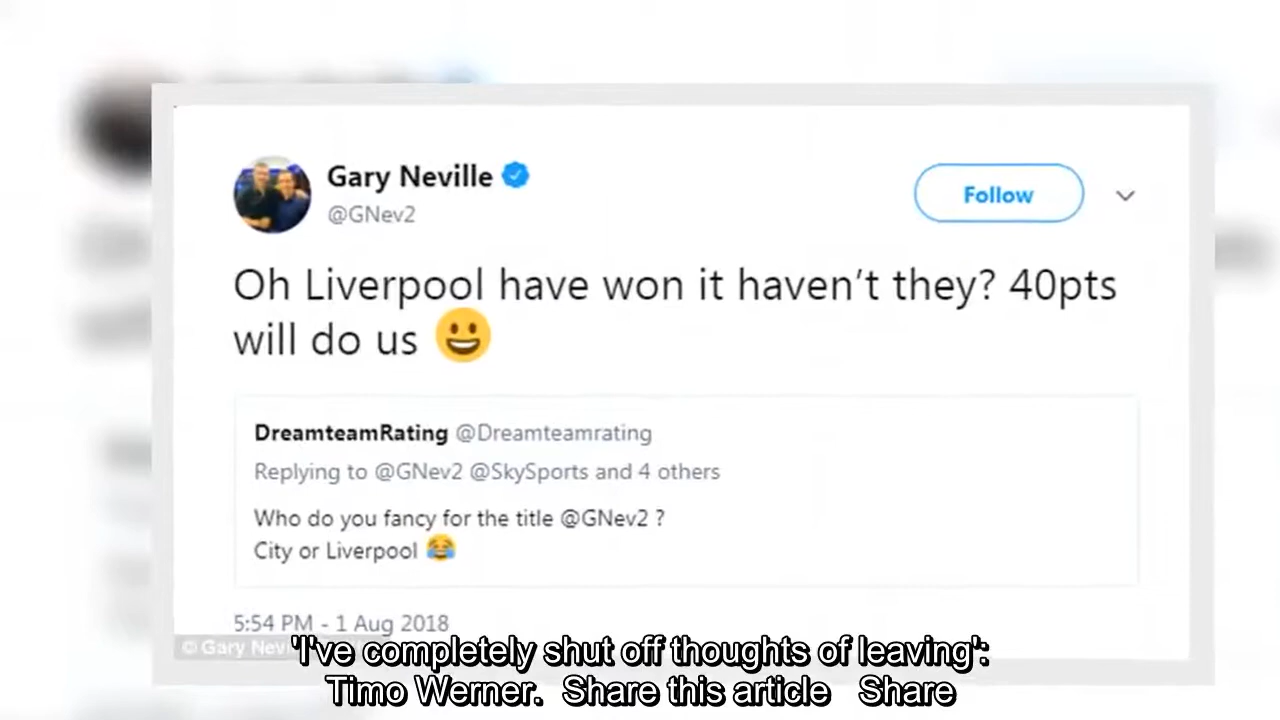 Gary Neville
@GNev2
Follow
Oh Liverpool have won it haven't they? 40pts
will do us 😀
DreamteamRating @Dreamteamrating
Replying to @GNev2 @SkySports and 4 others
Who do you fancy for the title @GNev2 ?
City or Liverpool 😂
5:54 PM - 1 Aug 2018
© Gary
'I've completely shut off thoughts of leaving':
Timo Werner. Share this article Share